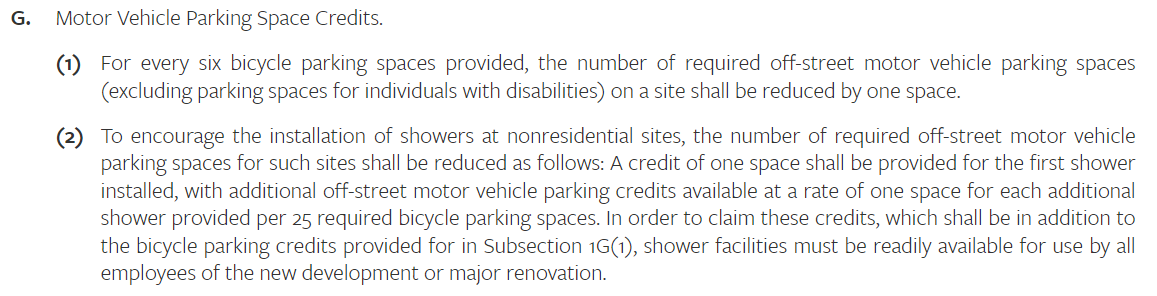 G. Motor Vehicle Parking Space Credits.
(1) For every six bicycle parking spaces provided, the number of required off-street motor vehicle parking spaces
(excluding parking spaces for individuals with disabilities) on a site shall be reduced by one space.
(2) To encourage the installation of showers at nonresidential sites, the number of required off-street motor vehicle
parking spaces for such sites shall be reduced as follows: A credit of one space shall be provided for the first shower
installed, with additional off-street motor vehicle parking credits available at a rate of one space for each additional
shower provided per 25 required bicycle parking spaces. In order to claim these credits, which shall be in addition to
the bicycle parking credits provided for in Subsection 1G(1), shower facilities must be readily available for use by all
employees of the new development or major renovation.